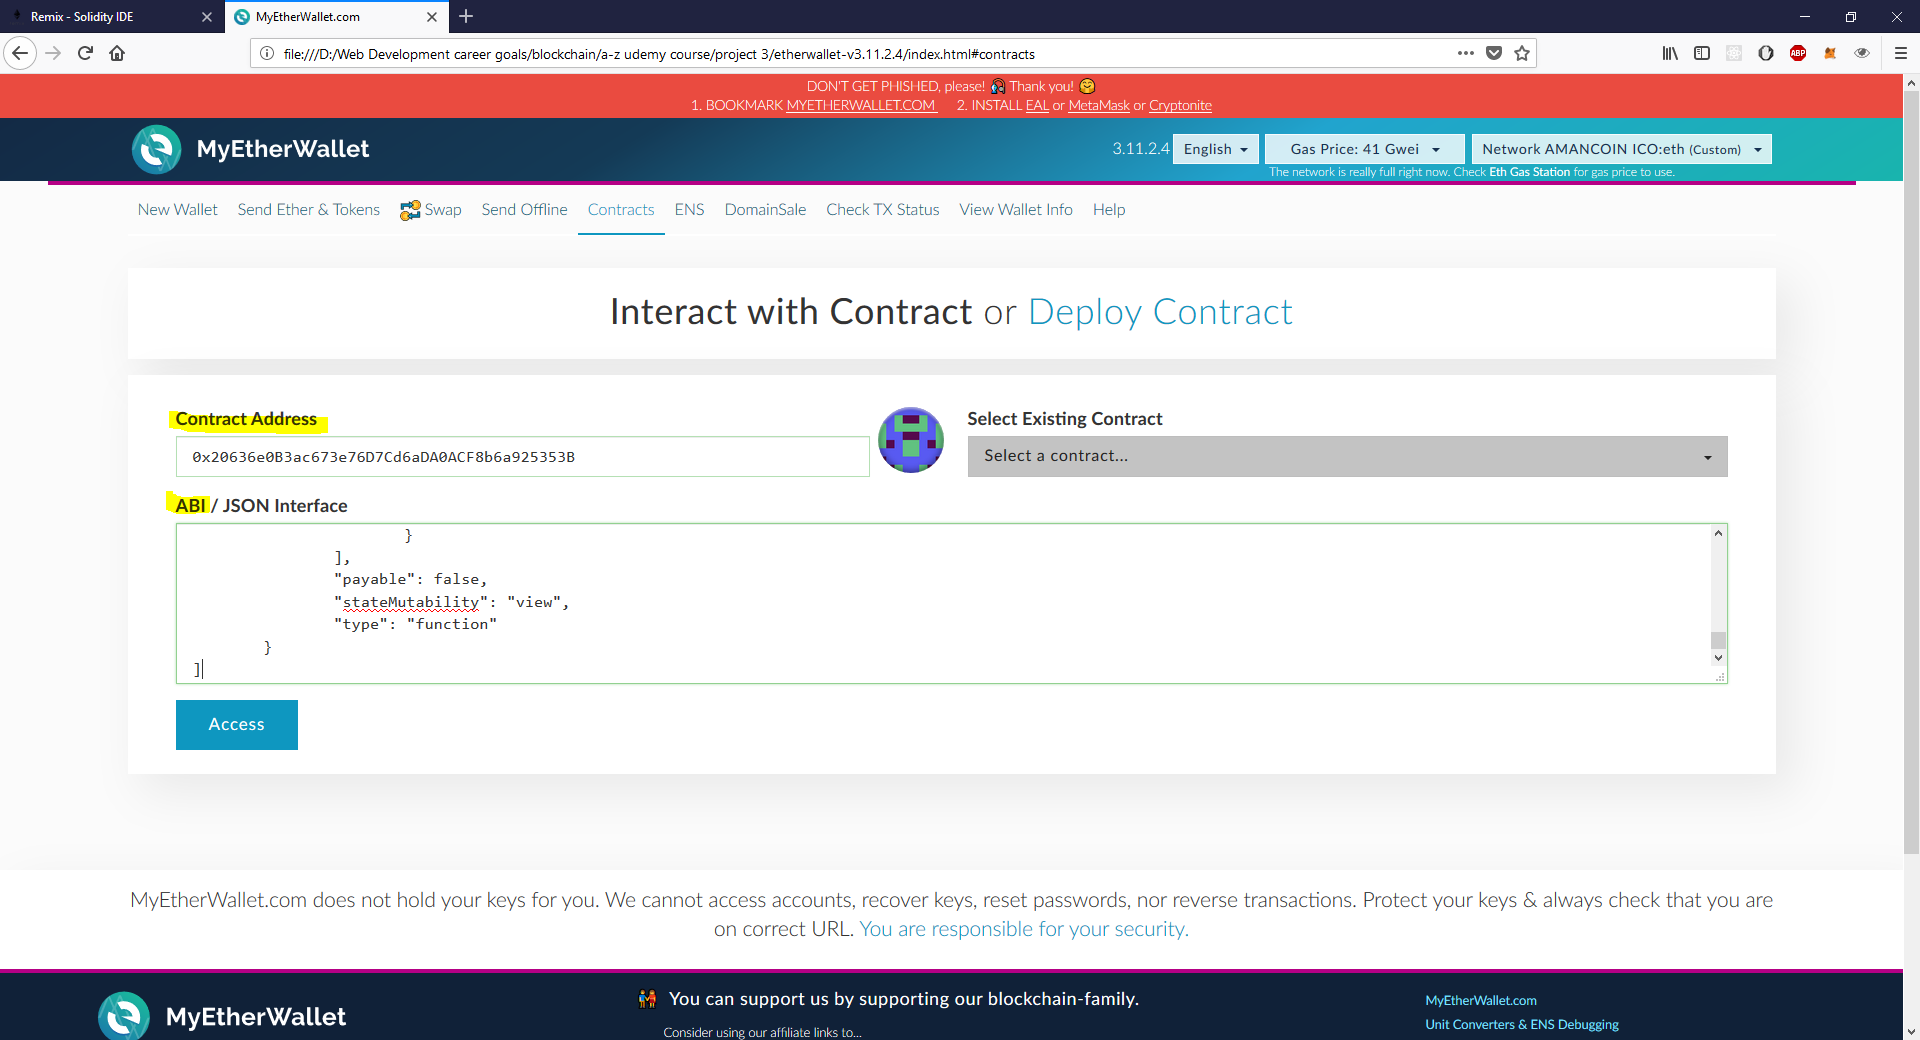 Remix - Solidity IDE
MyEtherWallet.com
file:///D:/Web Development career goals/blockchain/a-z udemy course/project 3/etherwallet-v3.11.2.4/index.html#contracts
ABP
DON'T GET PHISHED, please! Thank you!
1. BOOKMARK MYETHERWALLET.COM 2. INSTALL EAL or MetaMask or Cryptonite
MyEtherWallet
3.11.2.4 English Gas Price: 41 Gwei Network AMANCOIN ICO:eth (Custom)
The network is really full right now. Check Eth Gas Station for gas price to use.
New Wallet Send Ether & Tokens Swap Send Offline Contracts ENS DomainSale Check TX Status View Wallet Info Help
Interact with Contract or Deploy Contract
Contract Address
0x20636e0B3ac673e76D7Cd6aDA0ACF8b6a925353B
Select Existing Contract
Select a contract...
ABI / JSON Interface
}
],
"payable": false,
"stateMutability": "view",
"type": "function"
}
]
Access
MyEtherWallet.com does not hold your keys for you. We cannot access accounts, recover keys, reset passwords, nor reverse transactions. Protect your keys & always check that you are
on correct URL. You are responsible for your security.
MyEtherWallet
You can support us by supporting our blockchain-family.
Consider using our affiliate links to...
MyEtherWallet.com
Unit Converters & ENS Debugging